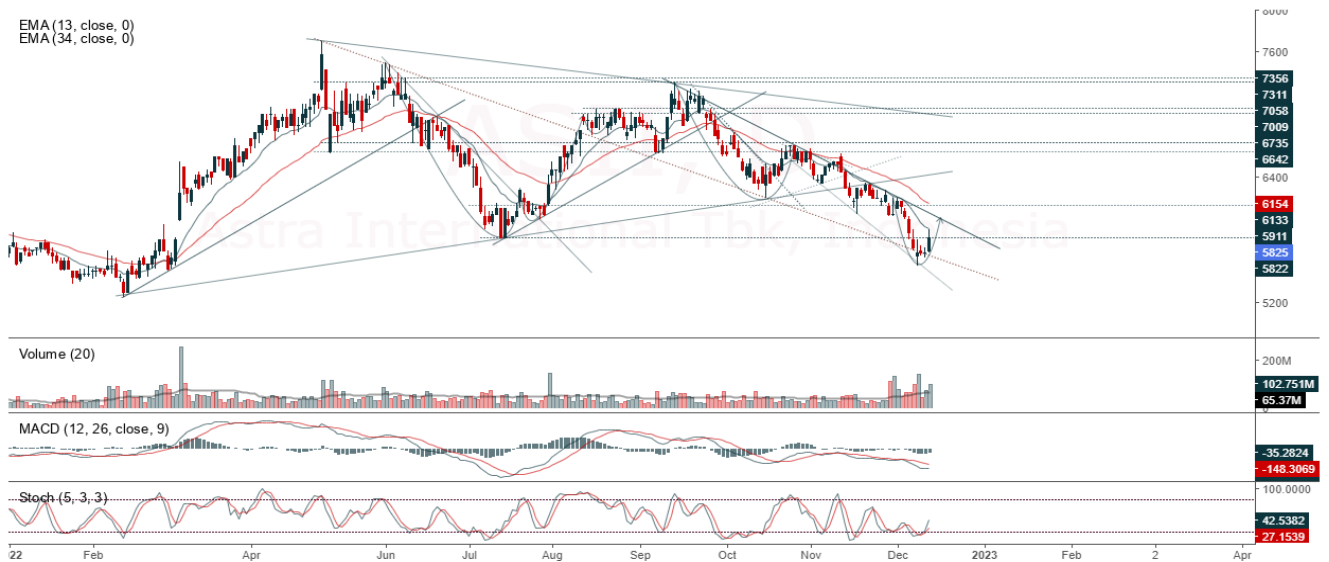 EMA (13, close, 0)
EMA (34, close, 0)
8000
7600
7356
7311
7058
7009
6735
6642
6400
6154
6133
5911
5825
5822
5200
Astra International Tbk, Indonesia
Volume (20)
200M
102.751M
65.37M
0
MACD (12, 26, close, 9)
-35.2824
-148.3069
Stoch (5, 3, 3)
100.0000
42.5382
27.1539
22 Feb Apr Jun Jul Aug Sep Oct Nov Dec 2023 Feb 2 Apr